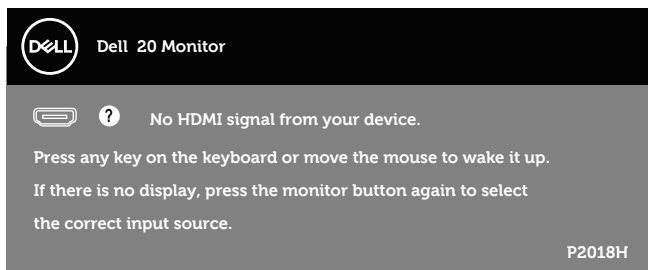 DELL
Dell 20 Monitor
? No HDMI signal from your device.
Press any key on the keyboard or move the mouse to wake it up.
If there is no display, press the monitor button again to select
the correct input source.
P2018H